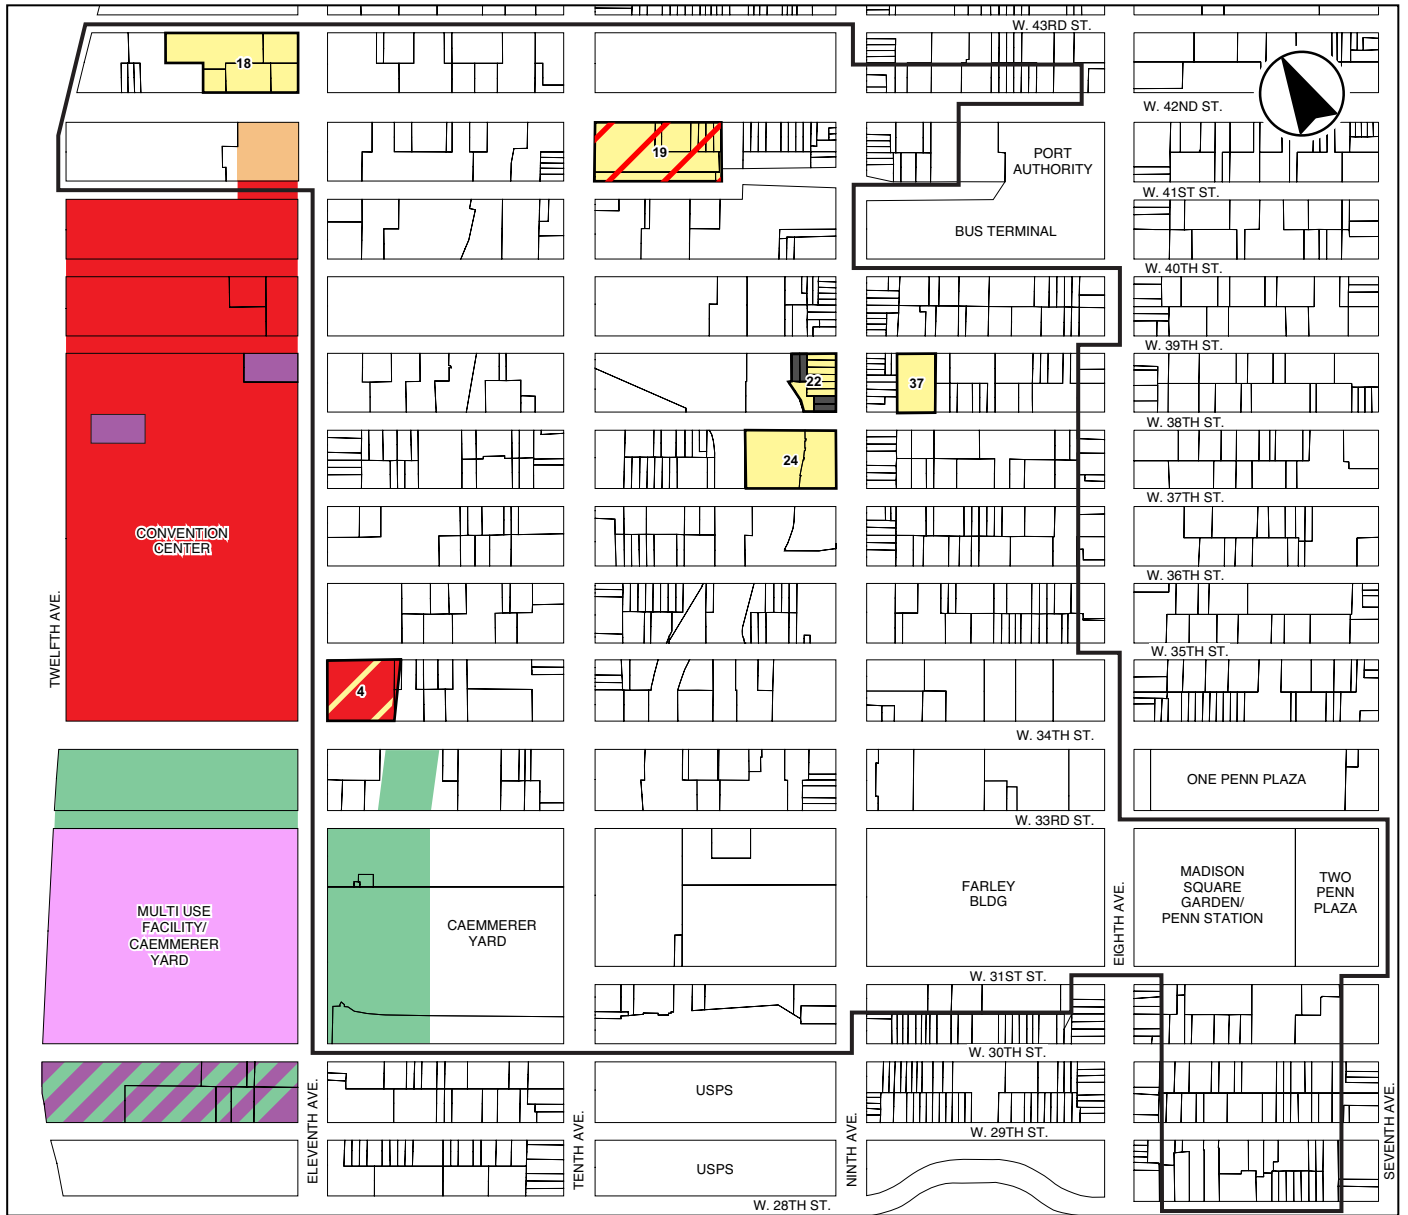 W. 43RD ST.
18
W. 42ND ST.
19
PORT
AUTHORITY
W. 41ST ST.
BUS TERMINAL
W. 40TH ST.
W. 39TH ST.
22
37
W. 38TH ST.
24
W. 37TH ST.
CONVENTION
CENTER
W. 36TH ST.
TWELFTH AVE.
W. 35TH ST.
4
W. 34TH ST.
ONE PENN PLAZA
W. 33RD ST.
MULTI USE
FACILITY/
CAEMMERER
YARD
CAEMMERER
YARD
FARLEY
BLDG
EIGHTH AVE.
MADISON
SQUARE
GARDEN/
PENN STATION
TWO
PENN
PLAZA
W. 31ST ST.
W. 30TH ST.
ELEVENTH AVE.
TENTH AVE.
USPS
NINTH AVE.
SEVENTH AVE.
W. 29TH ST.
USPS
W. 28TH ST.